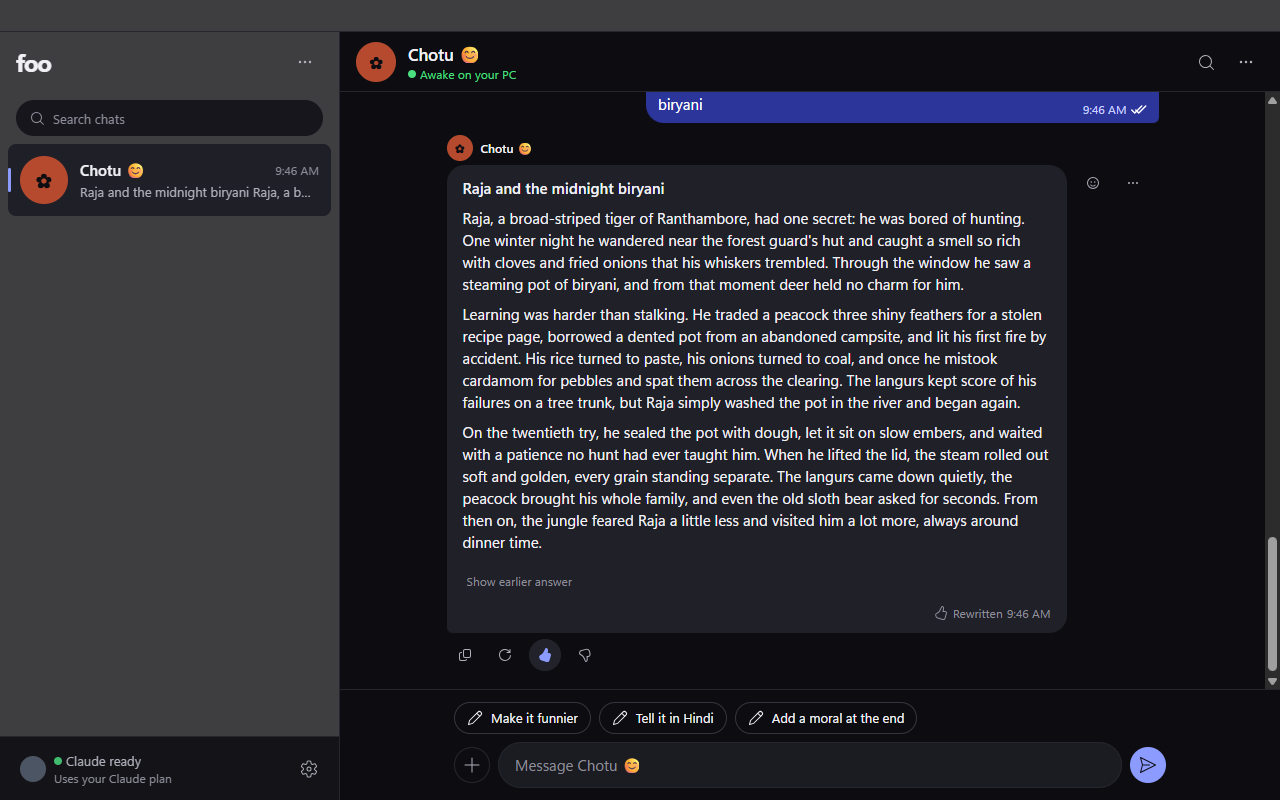 foo
Search chats
Chotu 😊
9:46 AM
Raja and the midnight biryani Raja, a b...
Claude ready
Uses your Claude plan
Chotu 😊
Awake on your PC
biryani
9:46 AM
Chotu 😊
Raja and the midnight biryani
Raja, a broad-striped tiger of Ranthambore, had one secret: he was bored of hunting.
One winter night he wandered near the forest guard's hut and caught a smell so rich
with cloves and fried onions that his whiskers trembled. Through the window he saw a
steaming pot of biryani, and from that moment deer held no charm for him.
Learning was harder than stalking. He traded a peacock three shiny feathers for a stolen
recipe page, borrowed a dented pot from an abandoned campsite, and lit his first fire by
accident. His rice turned to paste, his onions turned to coal, and once he mistook
cardamom for pebbles and spat them across the clearing. The langurs kept score of his
failures on a tree trunk, but Raja simply washed the pot in the river and began again.
On the twentieth try, he sealed the pot with dough, let it sit on slow embers, and waited
with a patience no hunt had ever taught him. When he lifted the lid, the steam rolled out
soft and golden, every grain standing separate. The langurs came down quietly, the
peacock brought his whole family, and even the old sloth bear asked for seconds. From
then on, the jungle feared Raja a little less and visited him a lot more, always around
dinner time.
Show earlier answer
Rewritten 9:46 AM
Make it funnier
Tell it in Hindi
Add a moral at the end
Message Chotu 😊